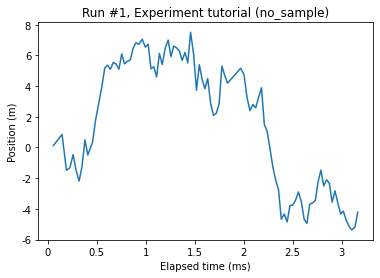 Run #1, Experiment tutorial (no_sample)
Position (m)
8
6
4
2
0
-2
-4
-6
0 0.5 1 1.5 2 2.5 3
Elapsed time (ms)